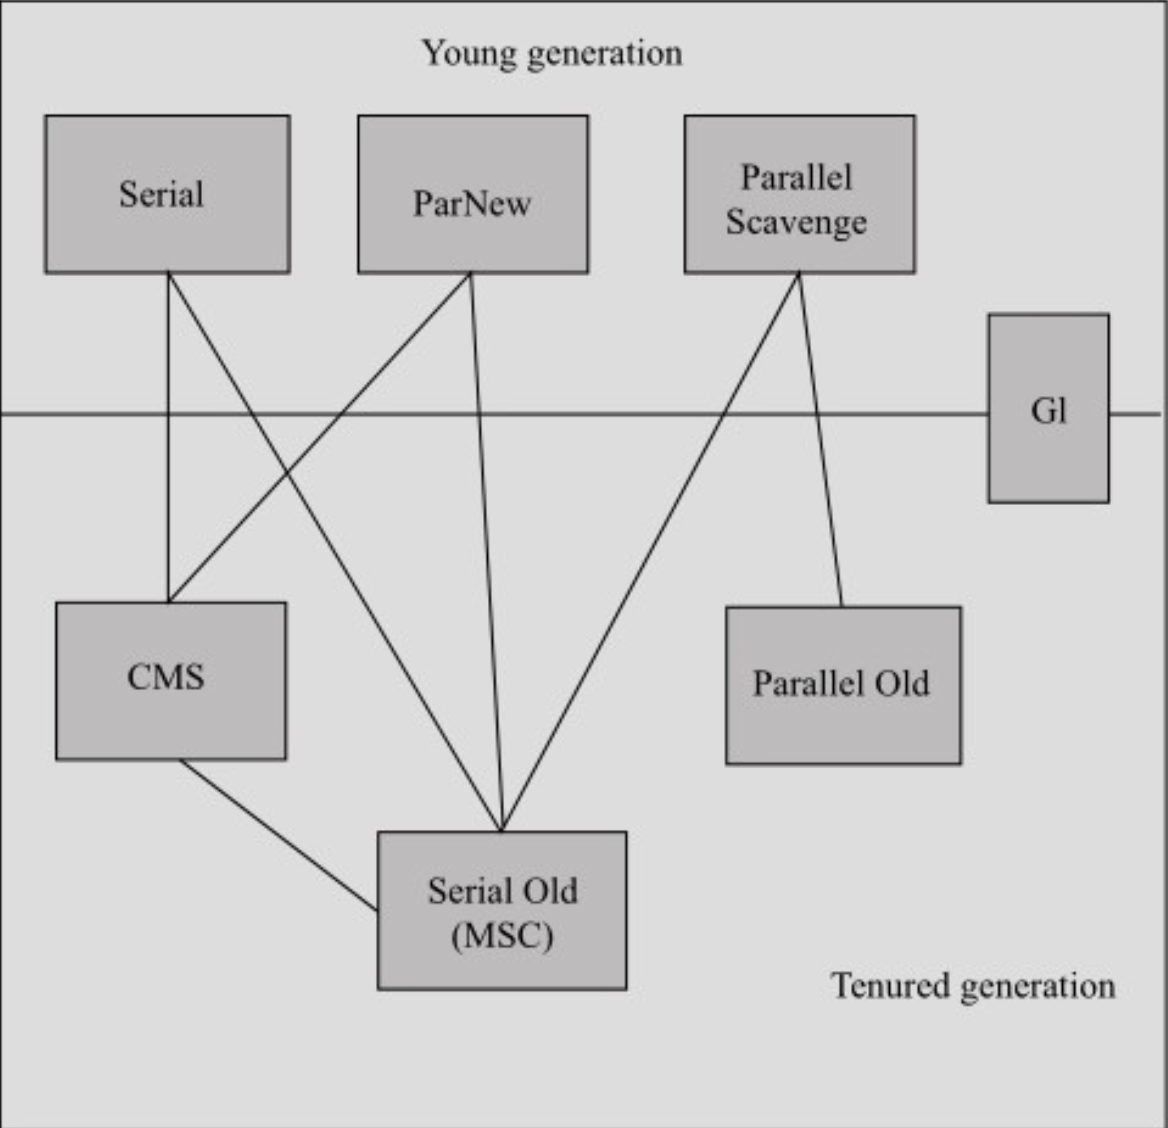 Young generation
Serial
ParNew
Parallel
Scavenge
Gl
CMS
Parallel Old
Serial Old
(MSC)
Tenured generation